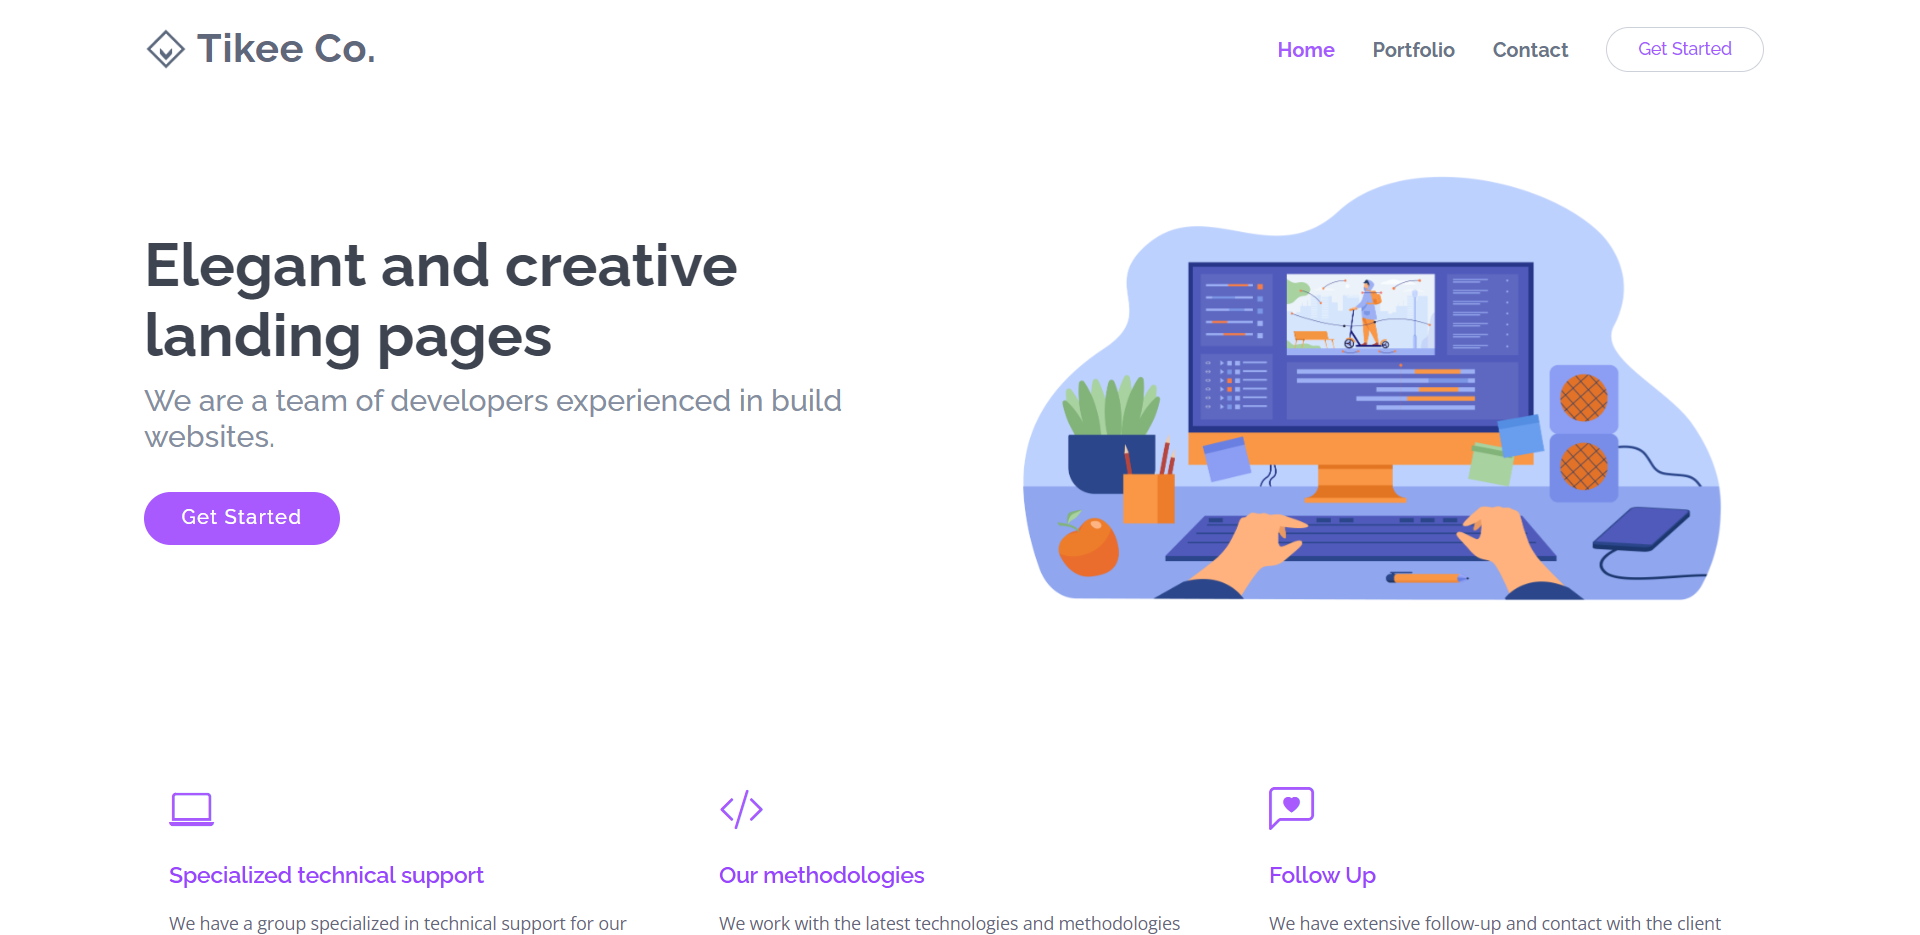 Tikee Co.
Home Portfolio Contact Get Started
Elegant and creative
landing pages
We are a team of developers experienced in build
websites.
Get Started
Specialized technical support
We have a group specialized in technical support for our
Our methodologies
We work with the latest technologies and methodologies
Follow Up
We have extensive follow-up and contact with the client